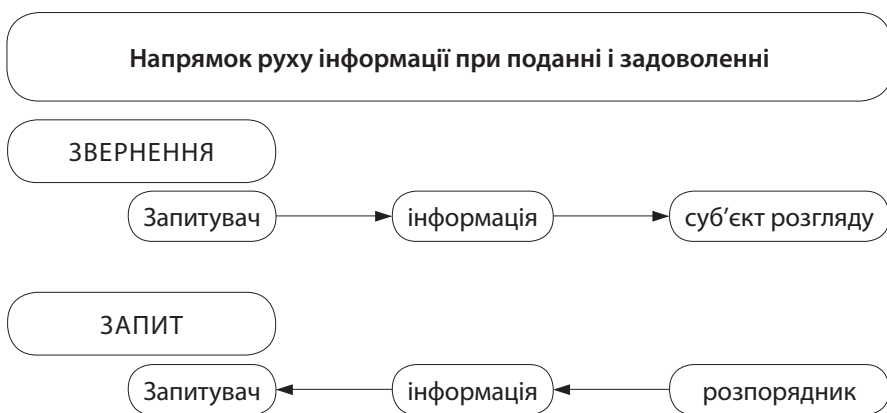 Напрямок руху інформації при поданні і задоволенні
ЗВЕРНЕННЯ
Запитувач інформація суб’єкт розгляду
ЗАПИТ
Запитувач інформація розпорядник